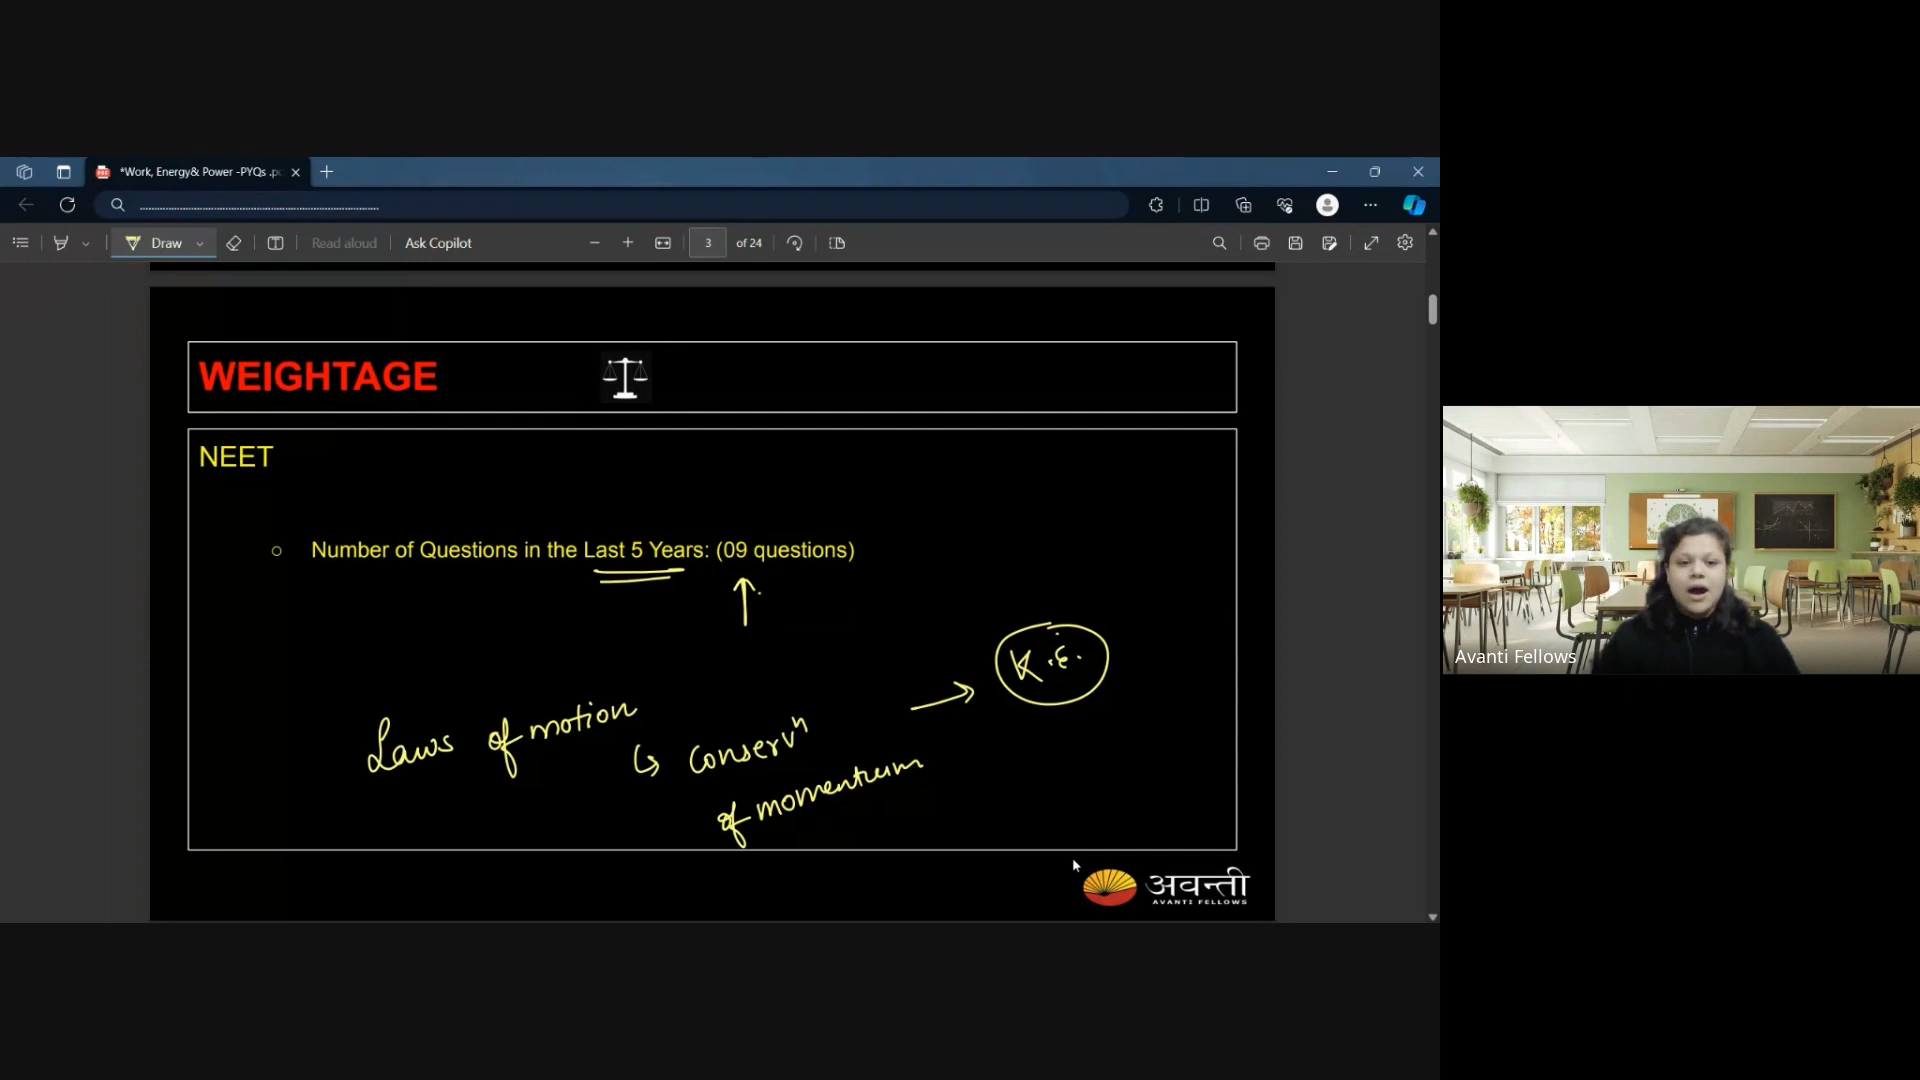 *Work, Energy& Power -PYQs .p
Draw
Read aloud
Ask Copilot
3
of 24
WEIGHTAGE
NEET
Number of Questions in the Last 5 Years: (09 questions)
K.E.
Laws of motion
↳ conservⁿ
of momentum
अवन्ती
AVANTI FELLOWS
Avanti Fellows